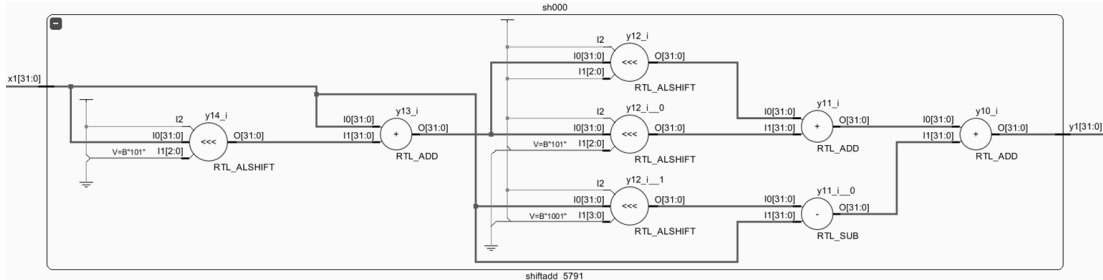 sh000
x1[31:0]
y14_i
I2
I0[31:0]
V=B"101" I1[2:0]
<<<
O[31:0]
RTL_ALSHIFT
y13_i
I0[31:0]
I1[31:0]
+
O[31:0]
RTL_ADD
y12_i
I2
I0[31:0]
I1[2:0]
<<<
O[31:0]
RTL_ALSHIFT
y12_i__0
I2
I0[31:0]
V=B"101" I1[2:0]
<<<
O[31:0]
RTL_ALSHIFT
y12_i__1
I2
I0[31:0]
V=B"1001" I1[3:0]
<<<
O[31:0]
RTL_ALSHIFT
y11_i
I0[31:0]
I1[31:0]
+
O[31:0]
RTL_ADD
y11_i__0
I0[31:0]
I1[31:0]
-
O[31:0]
RTL_SUB
y10_i
I0[31:0]
I1[31:0]
+
O[31:0]
RTL_ADD
y1[31:0]
shiftadd_5791